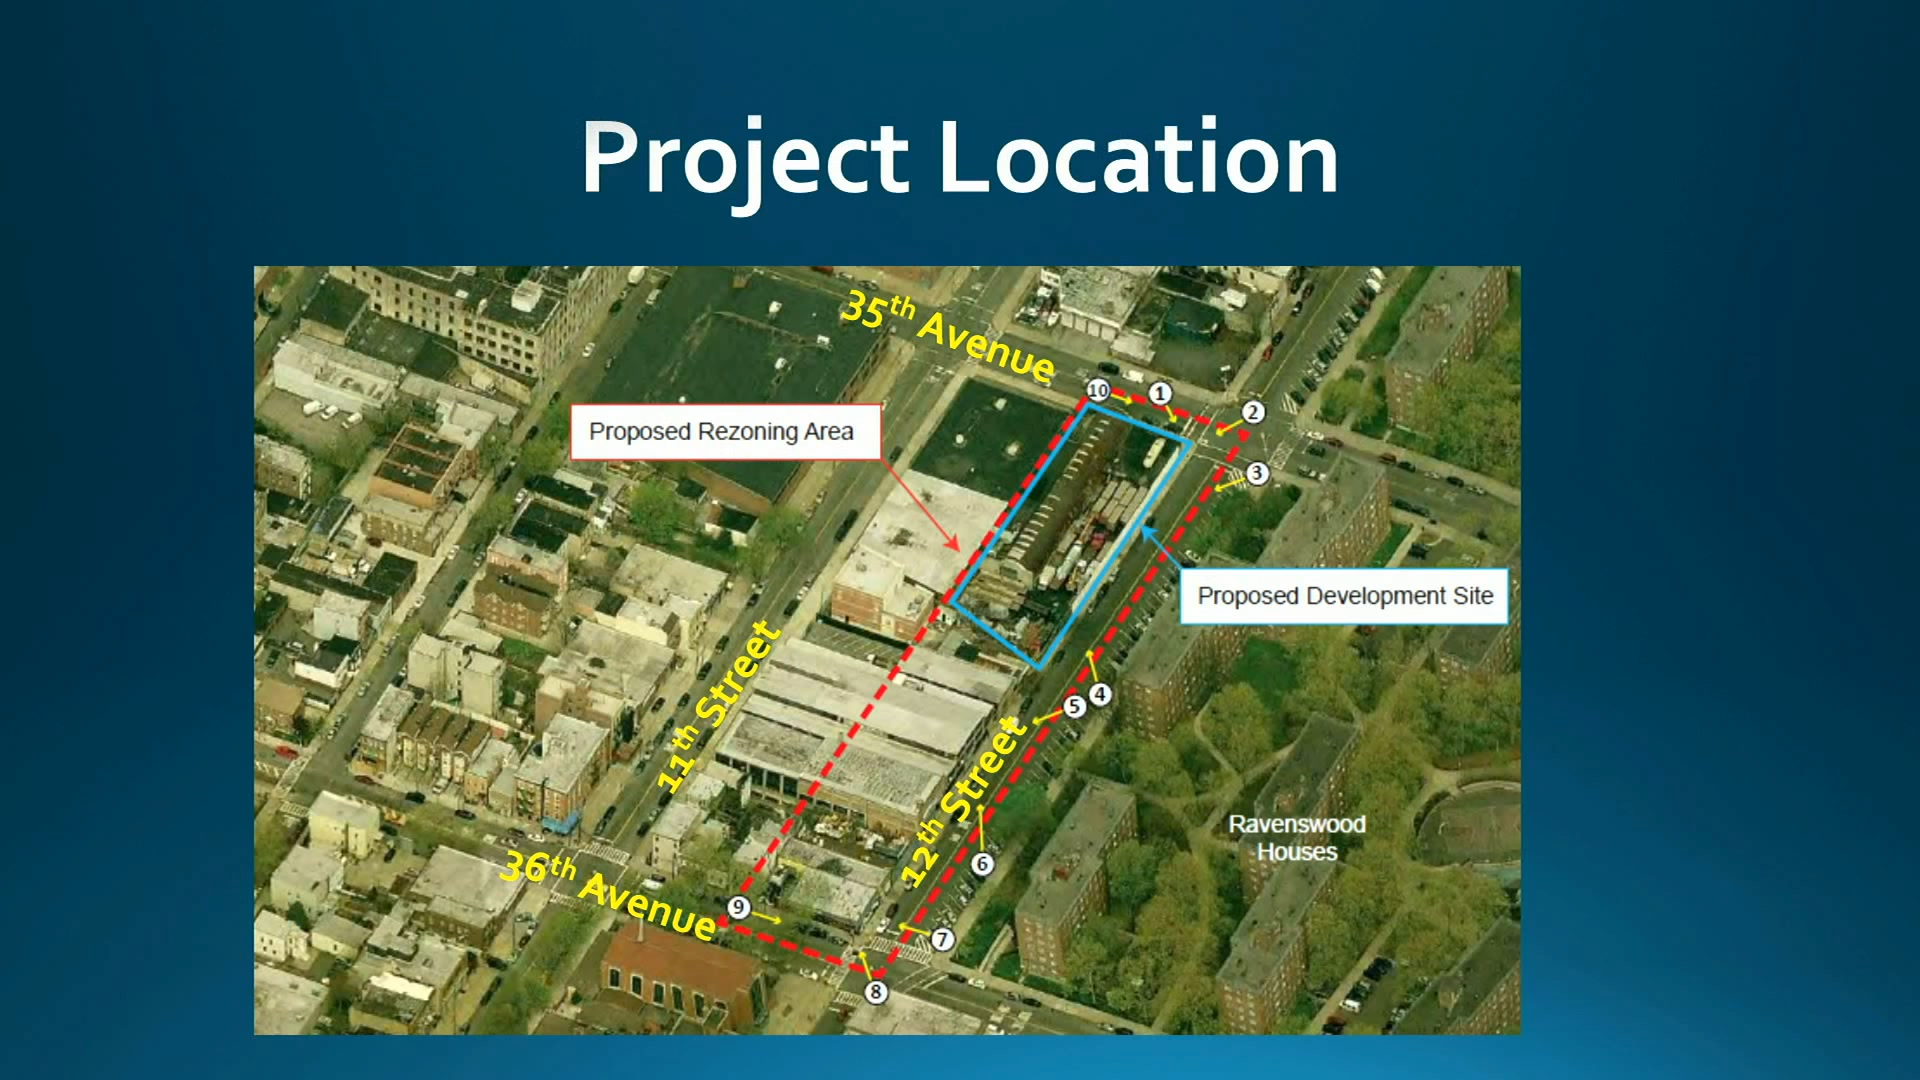 Project Location
35th Avenue
10
1
2
Proposed Rezoning Area
3
Proposed Development Site
11th Street
4
5
12th Street
Ravenswood
Houses
6
36th Avenue
9
7
8